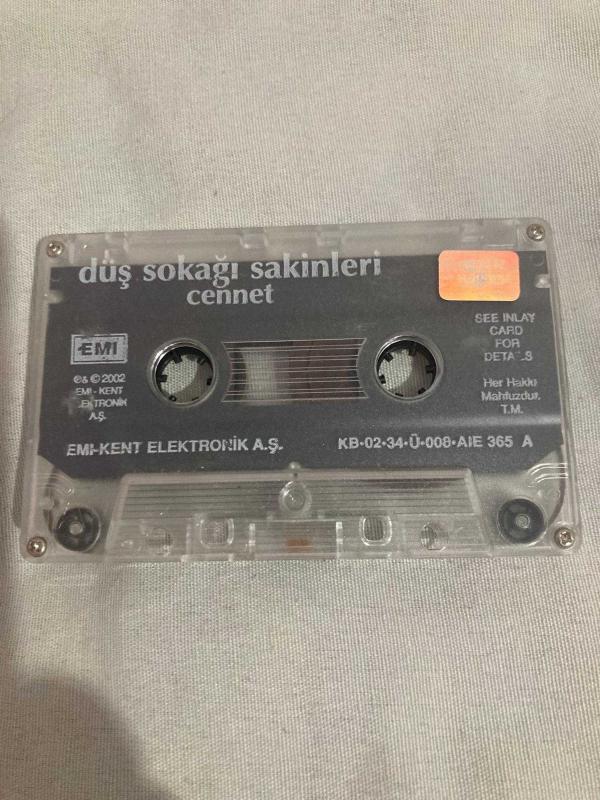 düş sokağı sakinleri
cennet
EMI
℗& © 2002
EMI - KENT
ELEKTRONİK
A.Ş.
SEE INLAY
CARD
FOR
DETAILS
Her Hakkı
Mahfuzdur.
T.M.
EMI-KENT ELEKTRONİK A.Ş.
KB•02•34•Ü•008•AIE 365 A